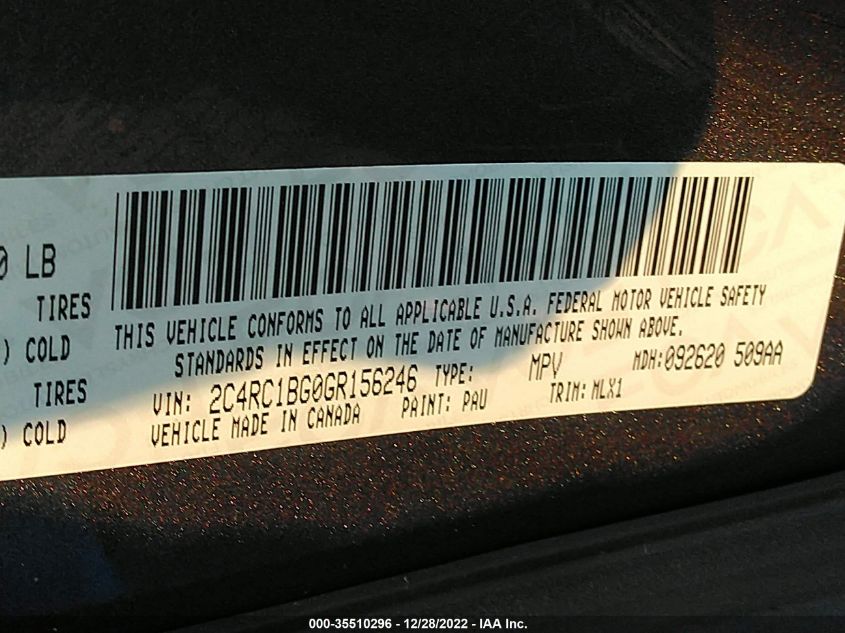 0 LB
TIRES
) COLD
TIRES
) COLD
THIS VEHICLE CONFORMS TO ALL APPLICABLE U.S.A. FEDERAL MOTOR VEHICLE SAFETY
STANDARDS IN EFFECT ON THE DATE OF MANUFACTURE SHOWN ABOVE.
VIN: 2C4RC1BG0GR156246 TYPE: MPV MDH: 092620 509AA
VEHICLE MADE IN CANADA PAINT: PAU TRIM: MLX1
000-35510296 - 12/28/2022 - IAA Inc.